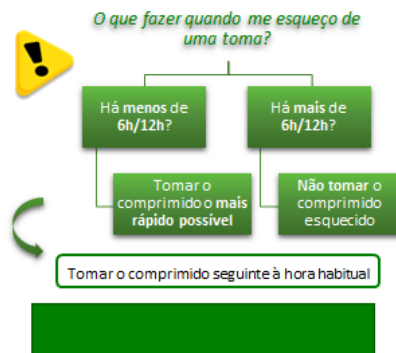 O que fazer quando me esqueço de
uma toma?
Há menos de
6h/12h?
Há mais de
6h/12h?
Tomar o
comprimido o mais
rápido possível
Não tomar o
comprimido
esquecido
Tomar o comprimido seguinte à hora habitual